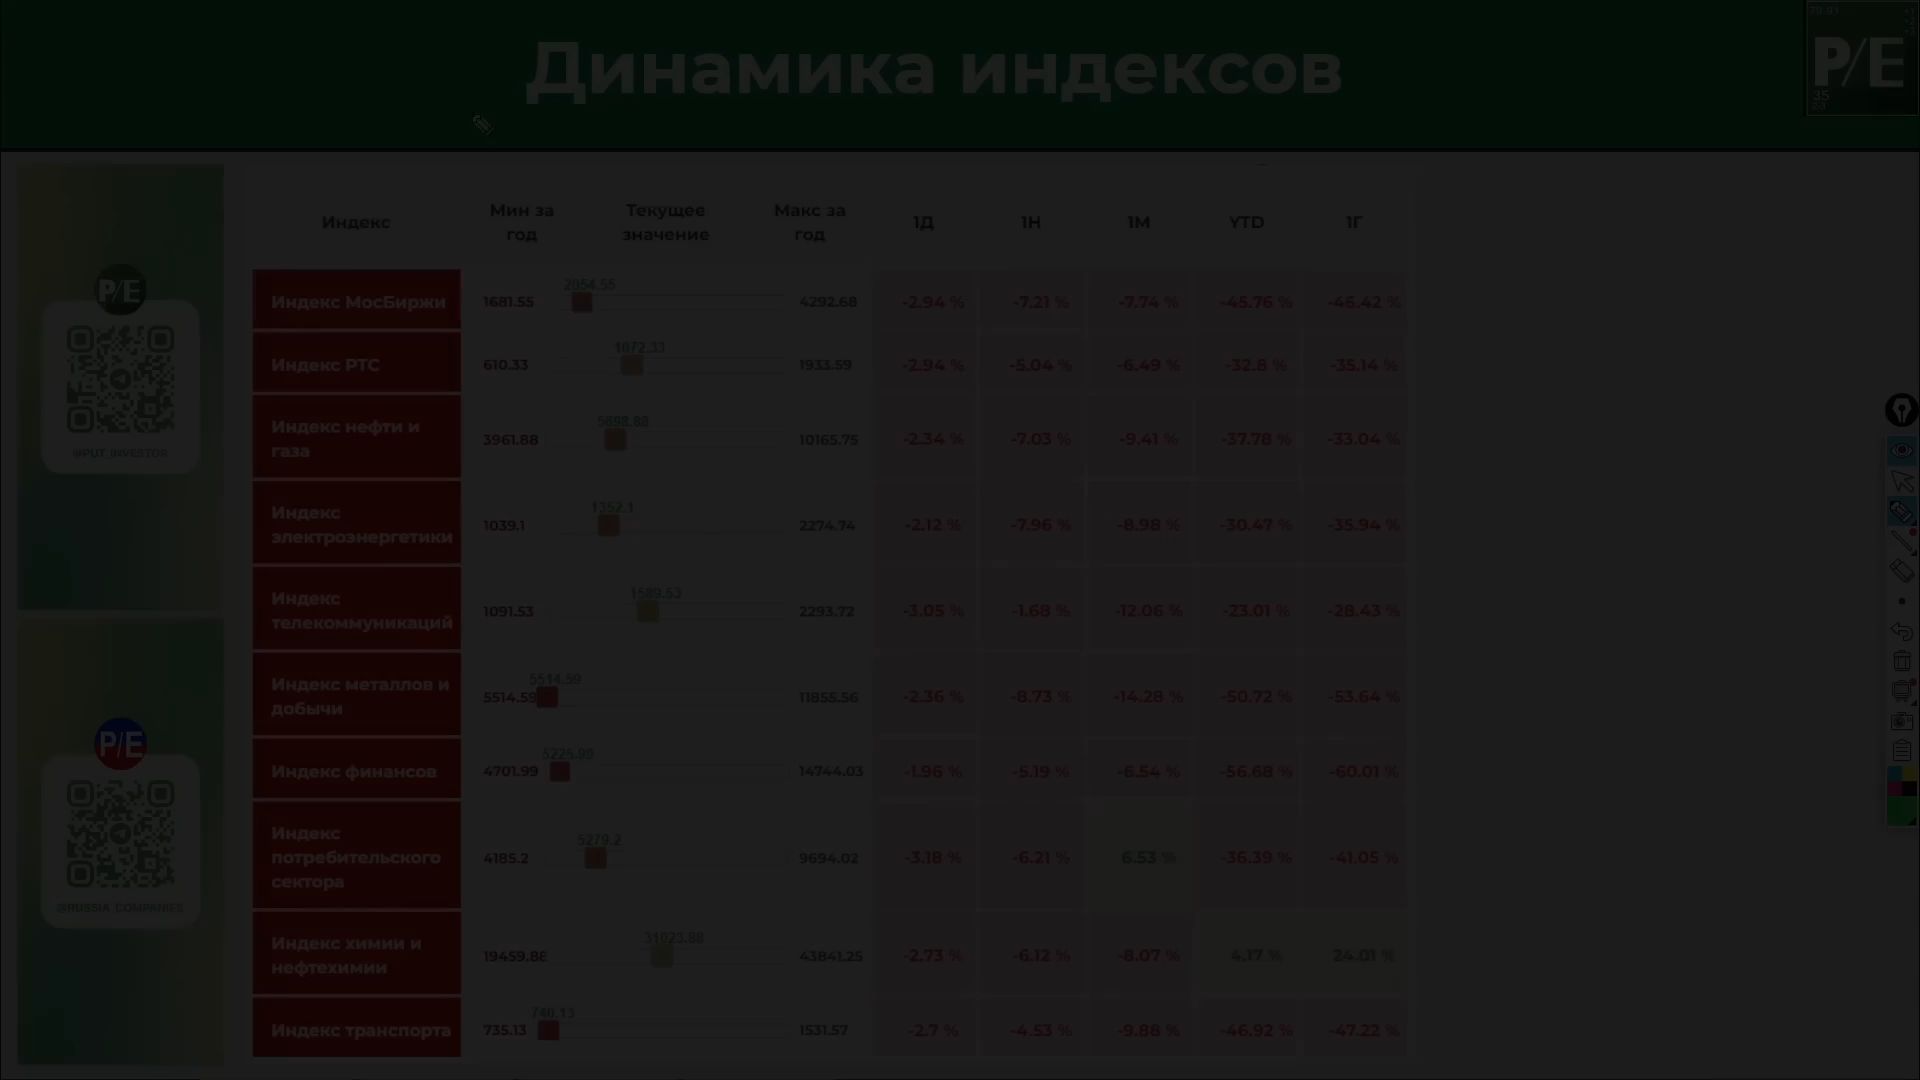 Динамика индексов
P/E
35
Индекс
Мин за год
Текущее значение
Макс за год
1Д
1Н
1М
YTD
1Г
Индекс МосБиржи
1681.55
2054.55
4292.68
-2.94 %
-7.21 %
-7.74 %
-45.76 %
-46.42 %
Индекс РТС
610.33
1072.33
1933.59
-2.94 %
-5.04 %
-6.49 %
-32.8 %
-35.14 %
Индекс нефти и
газа
3961.88
5898.88
10165.75
-2.34 %
-7.03 %
-9.41 %
-37.78 %
-33.04 %
Индекс
электроэнергетики
1039.1
1352.1
2274.74
-2.12 %
-7.96 %
-8.98 %
-30.47 %
-35.94 %
Индекс
телекоммуникаций
1091.53
1589.53
2293.72
-3.05 %
-1.68 %
-12.06 %
-23.01 %
-28.43 %
Индекс металлов и
добычи
5514.59
5514.59
11855.56
-2.36 %
-8.73 %
-14.28 %
-50.72 %
-53.64 %
Индекс финансов
4701.99
5225.99
14744.03
-1.96 %
-5.19 %
-6.54 %
-56.68 %
-60.01 %
Индекс
потребительского
сектора
4185.2
5279.2
9694.02
-3.18 %
-6.21 %
6.53 %
-36.39 %
-41.05 %
Индекс химии и
нефтехимии
19459.88
31023.88
43841.25
-2.73 %
-6.12 %
-8.07 %
4.17 %
24.01 %
Индекс транспорта
735.13
740.13
1531.57
-2.7 %
-4.53 %
-9.88 %
-46.92 %
-47.22 %
P/E
@PUT_INVESTOR
P/E
@RUSSIA_COMPANIES